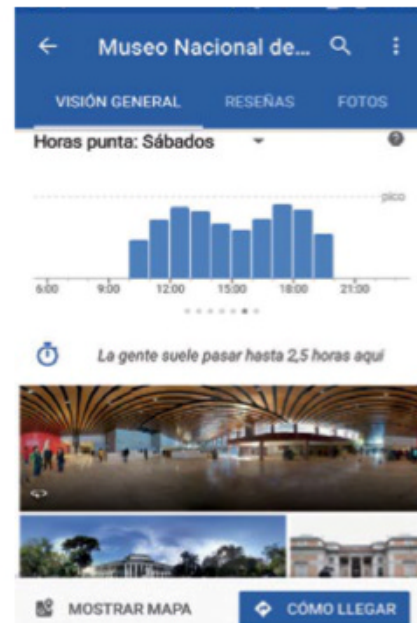 Museo Nacional de...
VISIÓN GENERAL RESEÑAS FOTOS
Horas punta: Sábados
pico
6:00 9:00 12:00 15:00 18:00 21:00
La gente suele pasar hasta 2,5 horas aquí
MOSTRAR MAPA CÓMO LLEGAR